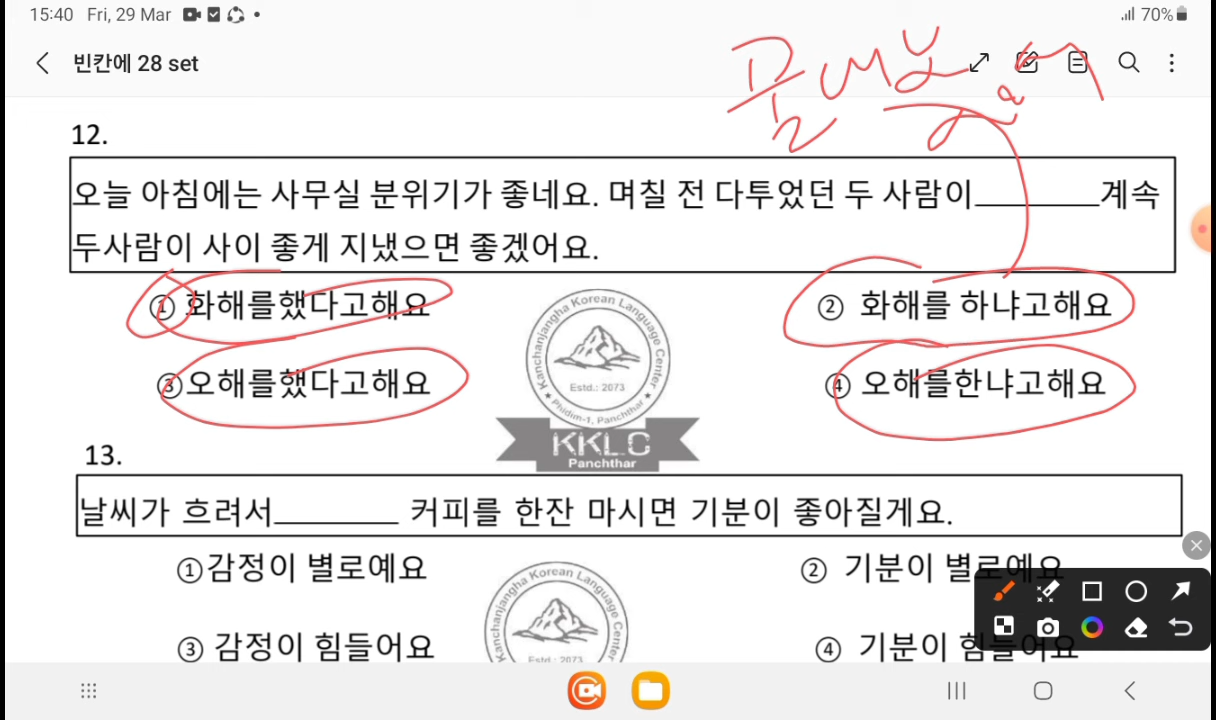 15:40 Fri, 29 Mar 70%
빈칸에 28 set
12.
오늘 아침에는 사무실 분위기가 좋네요. 며칠 전 다투었던 두 사람이________계속
두사람이 사이 좋게 지냈으면 좋겠어요.
① 화해를했다고해요
② 화해를 하냐고해요
③오해를했다고해요
④ 오해를한냐고해요
Kanchanjangha Korean Language Center
Estd.: 2073
Phidim-1, Panchthar
KKLC
Panchthar
13.
날씨가 흐려서________ 커피를 한잔 마시면 기분이 좋아질게요.
①감정이 별로예요
② 기분이 별로예요
③ 감정이 힘들어요
④ 기분이 힘들어요
Kanchanjangha Korean Language Center
Estd.: 2073